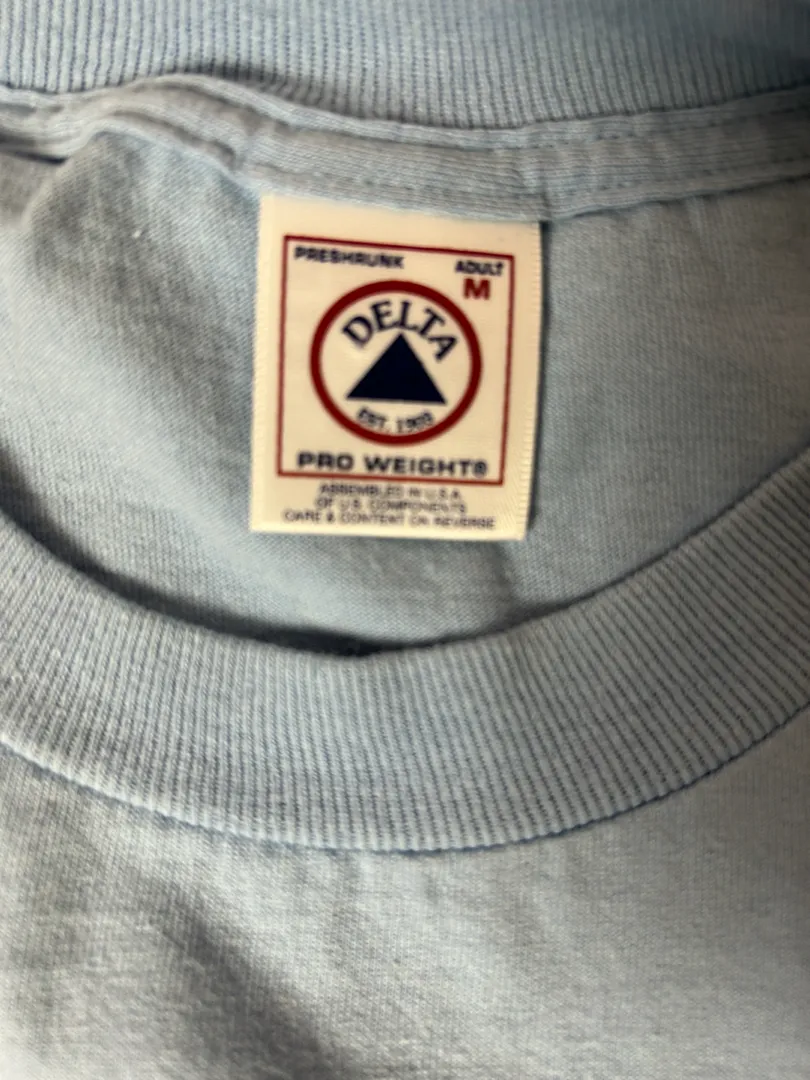 PRESHRUNK ADULT
M
DELTA
EST. 1903
PRO WEIGHT®
ASSEMBLED IN U.S.A.
OF U.S. COMPONENTS
CARE & CONTENT ON REVERSE